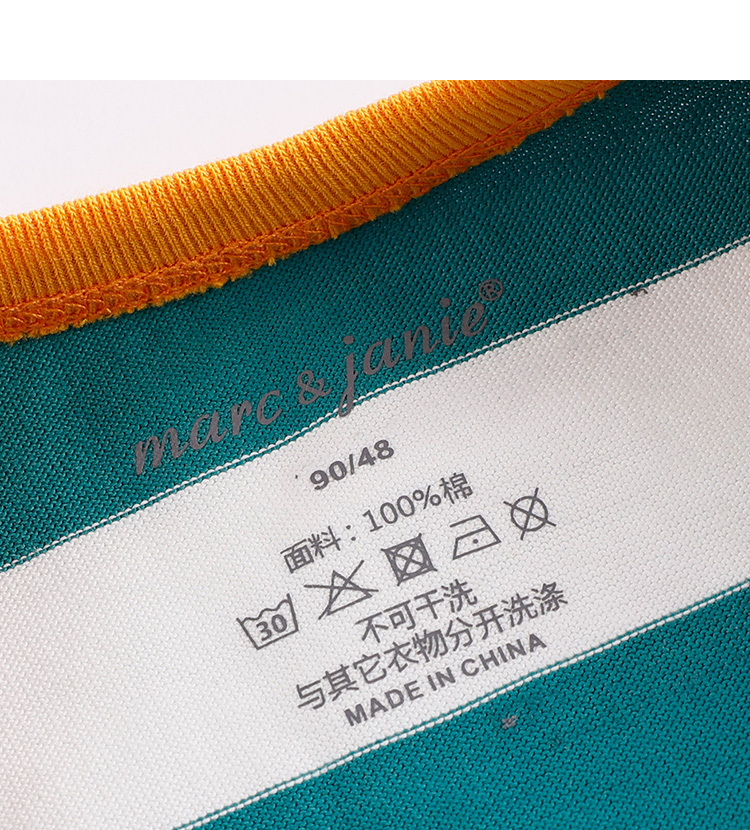 marc & janie®
90/48
面料：100%棉
30
不可干洗
与其它衣物分开洗涤
MADE IN CHINA